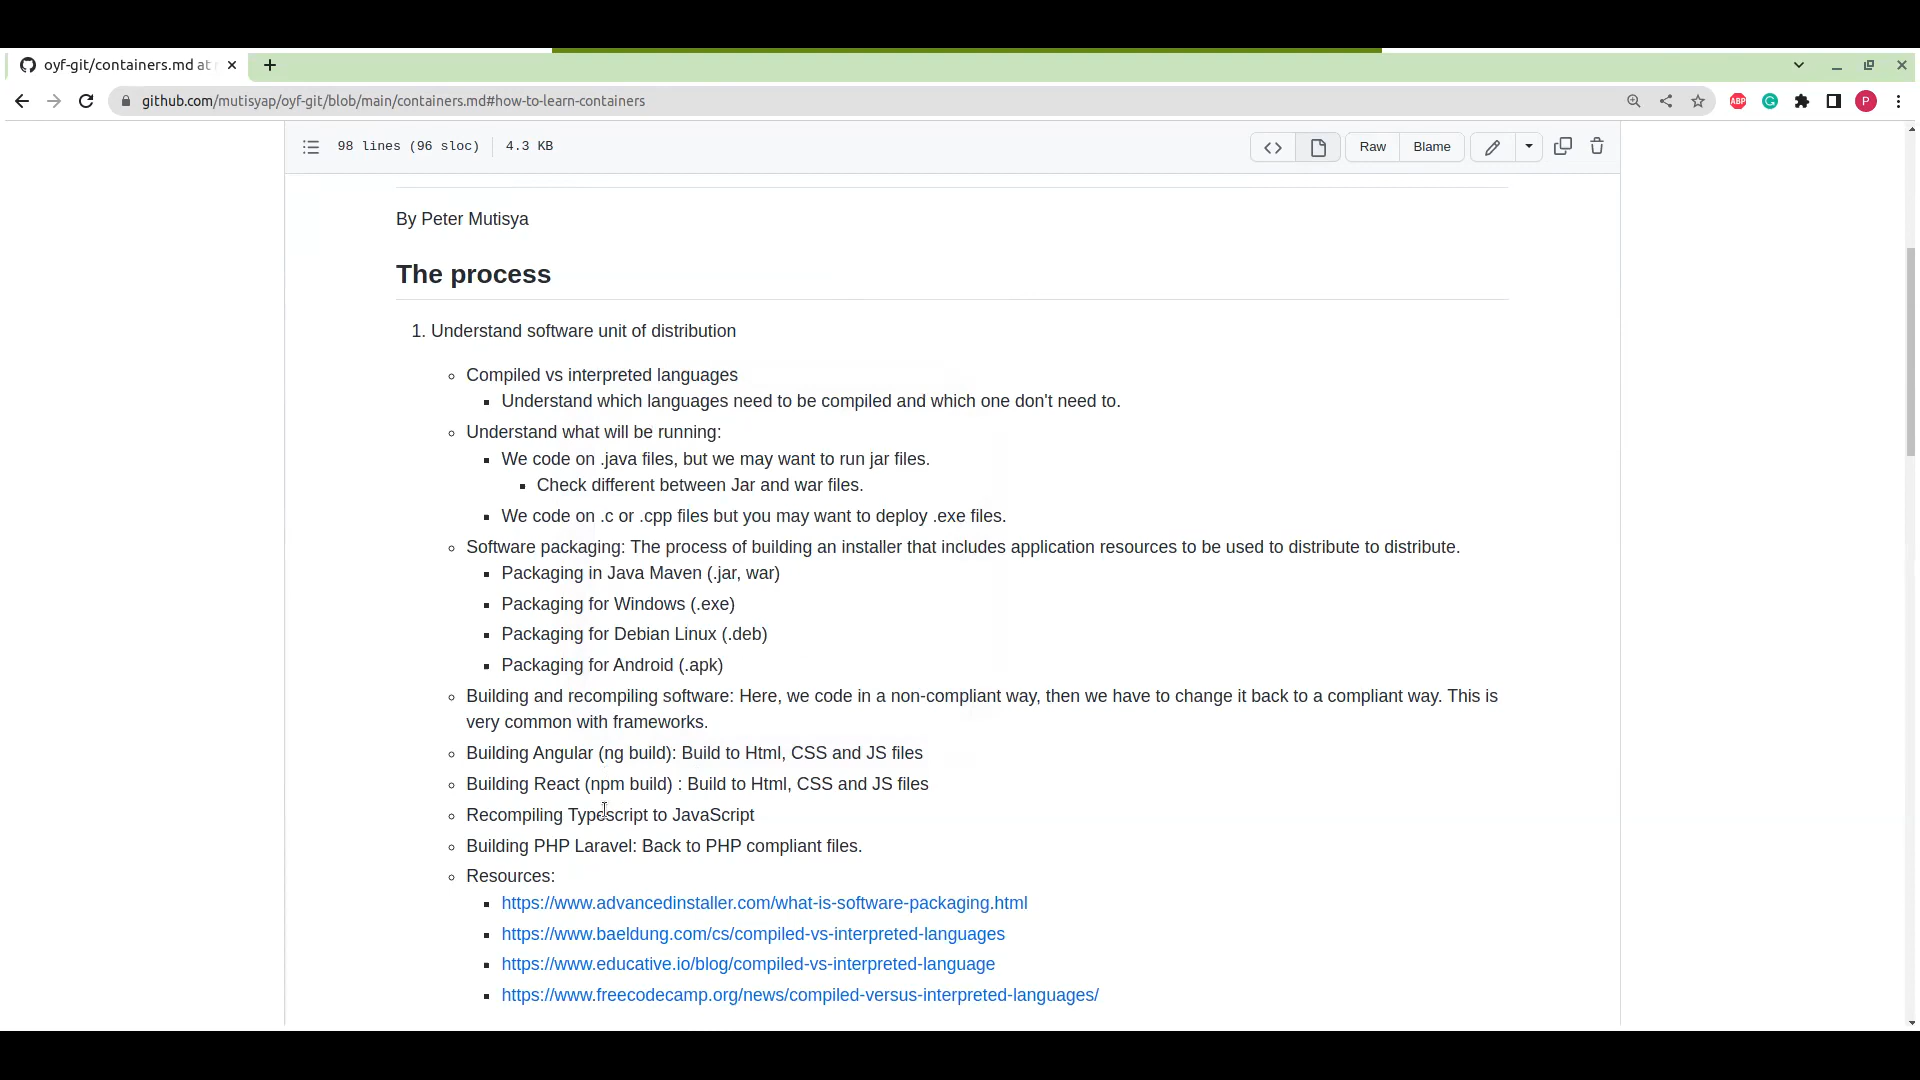 oyf-git/containers.md at
github.com/mutisyap/oyf-git/blob/main/containers.md#how-to-learn-containers
ABP
P
98 lines (96 sloc) 4.3 KB
Raw
Blame
By Peter Mutisya
The process
1. Understand software unit of distribution
Compiled vs interpreted languages
Understand which languages need to be compiled and which one don't need to.
Understand what will be running:
We code on .java files, but we may want to run jar files.
Check different between Jar and war files.
We code on .c or .cpp files but you may want to deploy .exe files.
Software packaging: The process of building an installer that includes application resources to be used to distribute to distribute.
Packaging in Java Maven (.jar, war)
Packaging for Windows (.exe)
Packaging for Debian Linux (.deb)
Packaging for Android (.apk)
Building and recompiling software: Here, we code in a non-compliant way, then we have to change it back to a compliant way. This is
very common with frameworks.
Building Angular (ng build): Build to Html, CSS and JS files
Building React (npm build) : Build to Html, CSS and JS files
Recompiling Typescript to JavaScript
Building PHP Laravel: Back to PHP compliant files.
Resources:
https://www.advancedinstaller.com/what-is-software-packaging.html
https://www.baeldung.com/cs/compiled-vs-interpreted-languages
https://www.educative.io/blog/compiled-vs-interpreted-language
https://www.freecodecamp.org/news/compiled-versus-interpreted-languages/